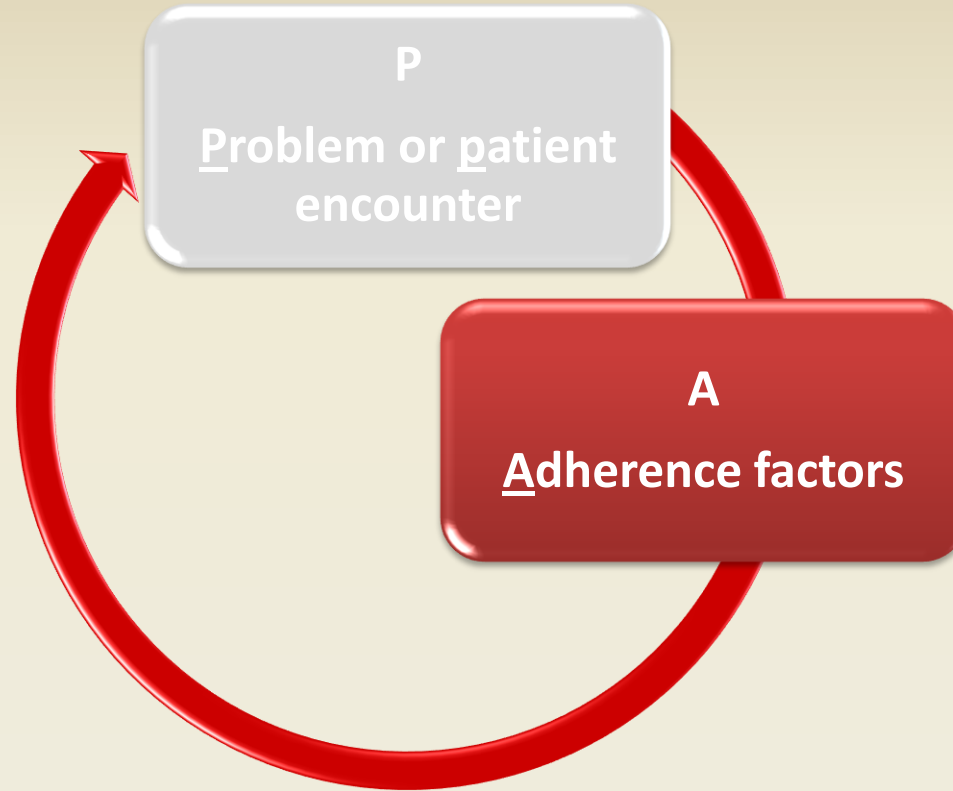 P
Problem or patient
encounter
A
Adherence factors